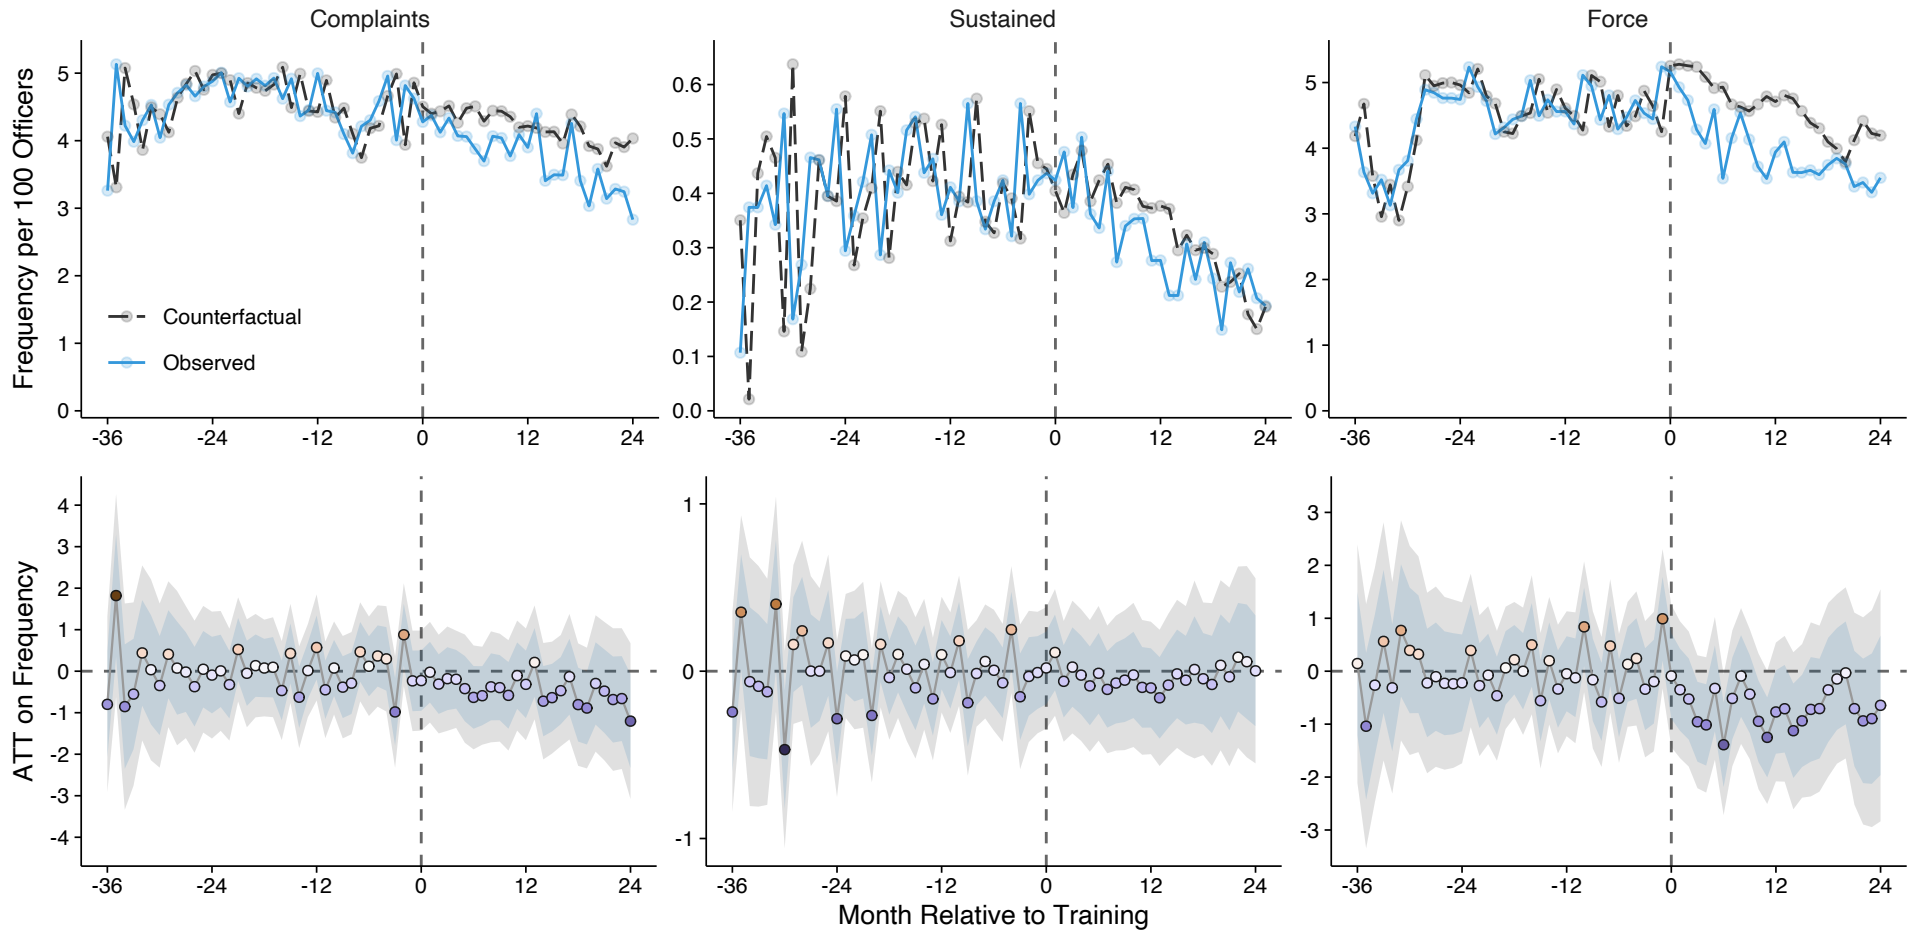 Complaints
Sustained
Force
Frequency per 100 Officers
5
4
3
2
1
0
Counterfactual
Observed
-36 -24 -12 0 12 24
0.6
0.5
0.4
0.3
0.2
0.1
0.0
-36 -24 -12 0 12 24
5
4
3
2
1
0
-36 -24 -12 0 12 24
ATT on Frequency
4
3
2
1
0
-1
-2
-3
-4
-36 -24 -12 0 12 24
1
0
-1
-36 -24 -12 0 12 24
3
2
1
0
-1
-2
-3
-36 -24 -12 0 12 24
Month Relative to Training